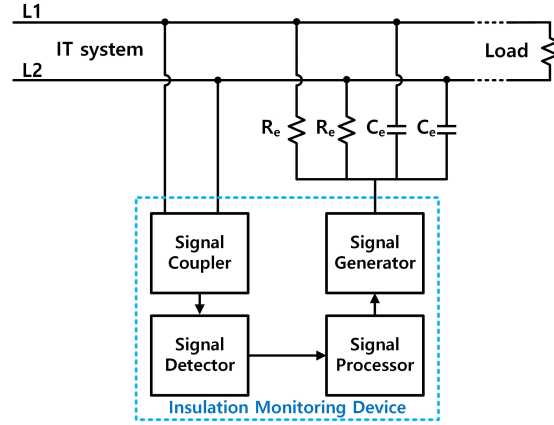 L1
IT system
Load
L2
Re
Re
Ce
Ce
Signal
Coupler
Signal
Generator
Signal
Detector
Signal
Processor
Insulation Monitoring Device